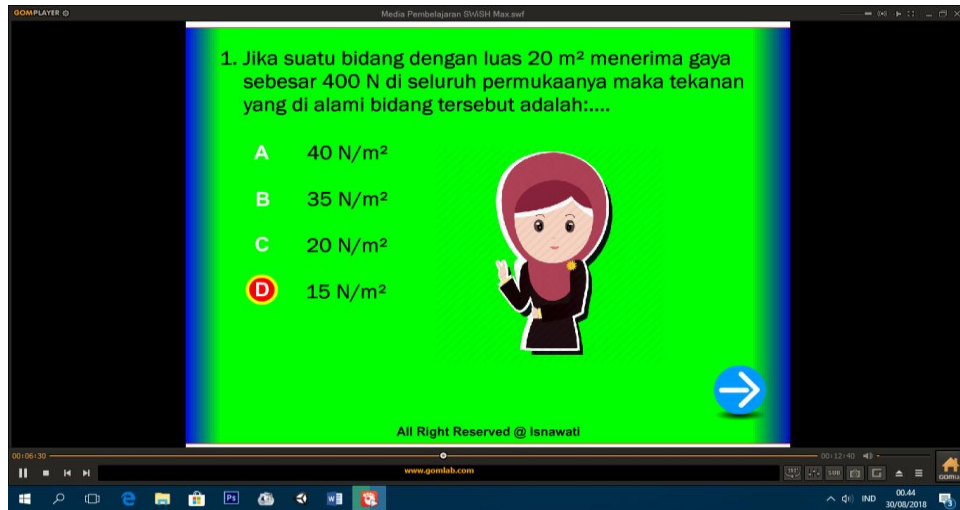 GOMPLAYER
Media Pembelajaran SWiSH Max.swf
1. Jika suatu bidang dengan luas 20 m² menerima gaya
sebesar 400 N di seluruh permukaanya maka tekanan
yang di alami bidang tersebut adalah:....
A 40 N/m²
B 35 N/m²
C 20 N/m²
D 15 N/m²
All Right Reserved @ Isnawati
00:06:30
00:12:40
www.gomlab.com
Ps
IND
00.44
30/08/2018